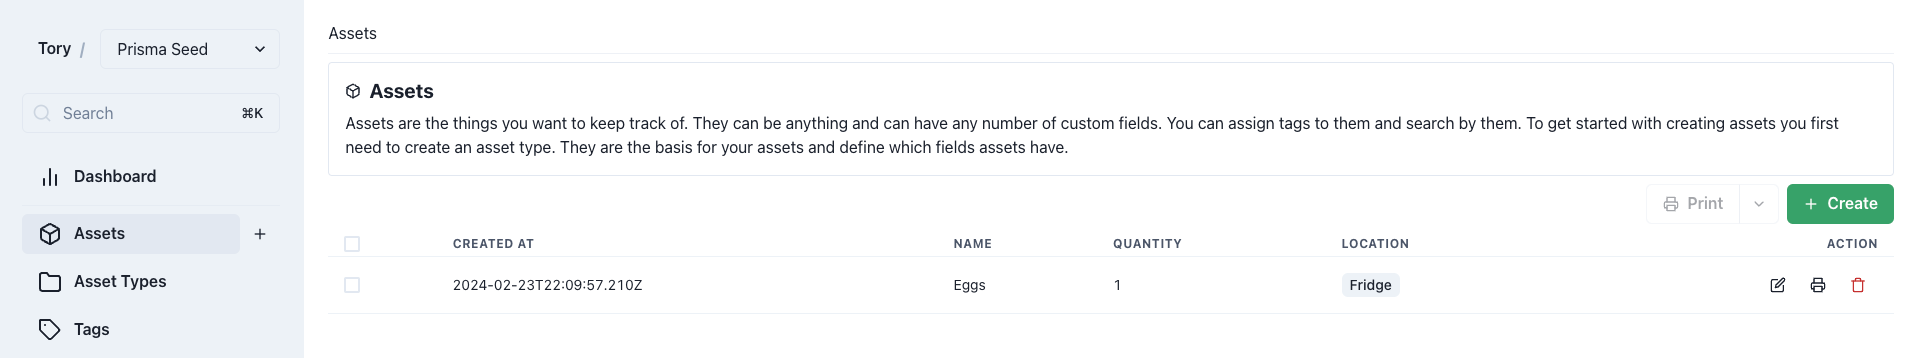 Tory / Prisma Seed
Search ⌘K
Dashboard
Assets +
Asset Types
Tags
Assets
Assets
Assets are the things you want to keep track of. They can be anything and can have any number of custom fields. You can assign tags to them and search by them. To get started with creating assets you first
need to create an asset type. They are the basis for your assets and define which fields assets have.
Print + Create
CREATED AT NAME QUANTITY LOCATION ACTION
2024-02-23T22:09:57.210Z Eggs 1 Fridge